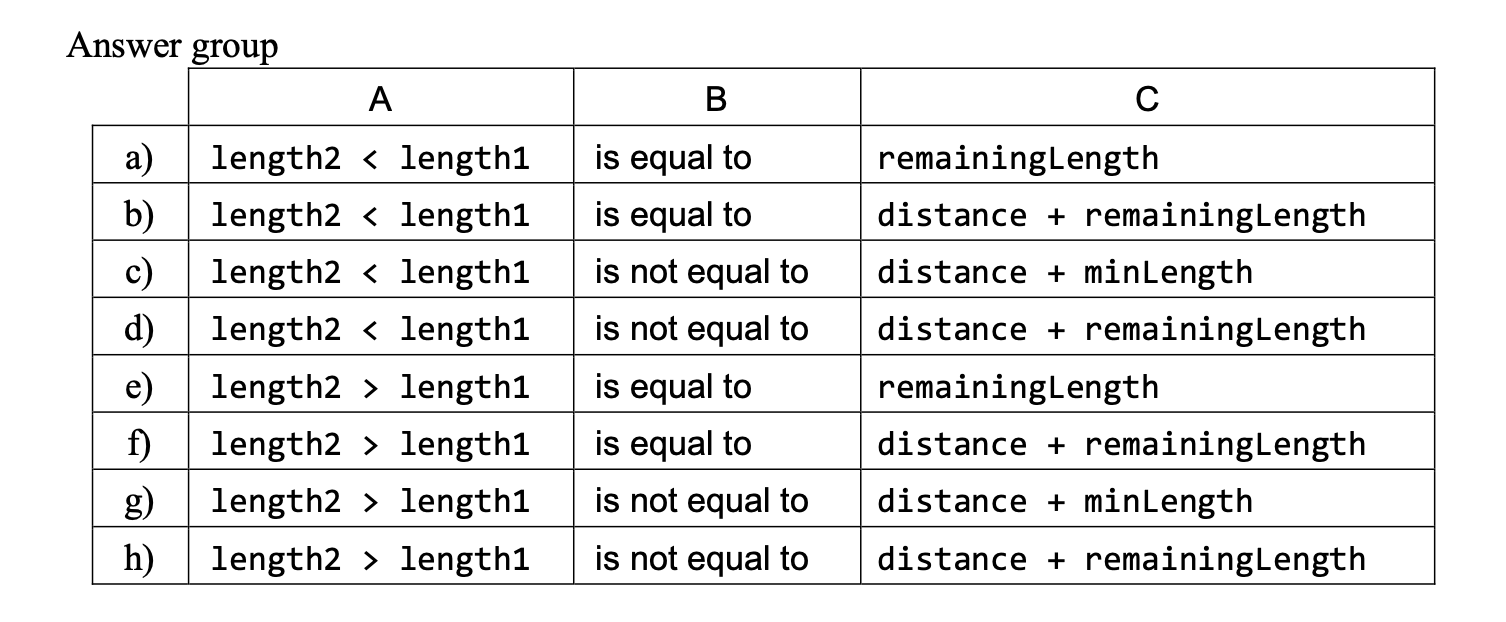 Answer group
A B C
a) length2 < length1 is equal to remainingLength
b) length2 < length1 is equal to distance + remainingLength
c) length2 < length1 is not equal to distance + minLength
d) length2 < length1 is not equal to distance + remainingLength
e) length2 > length1 is equal to remainingLength
f) length2 > length1 is equal to distance + remainingLength
g) length2 > length1 is not equal to distance + minLength
h) length2 > length1 is not equal to distance + remainingLength